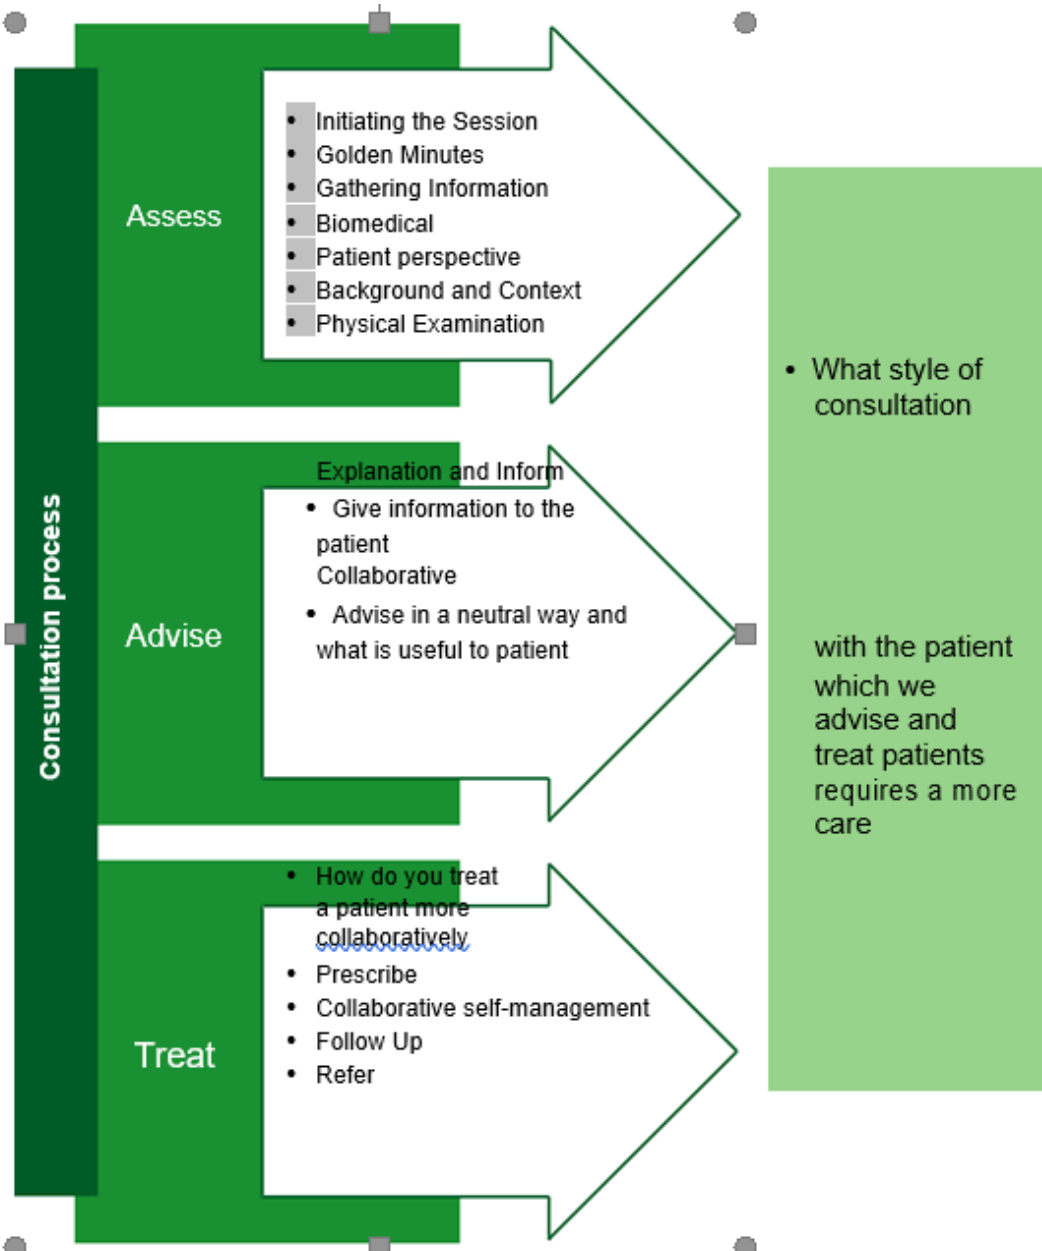 Consultation process
Assess
• Initiating the Session
• Golden Minutes
• Gathering Information
• Biomedical
• Patient perspective
• Background and Context
• Physical Examination
Advise
Explanation and Inform
• Give information to the
patient
Collaborative
• Advise in a neutral way and
what is useful to patient
Treat
• How do you treat
a patient more
collaboratively
• Prescribe
• Collaborative self-management
• Follow Up
• Refer
• What style of
consultation
with the patient
which we
advise and
treat patients
requires a more
care